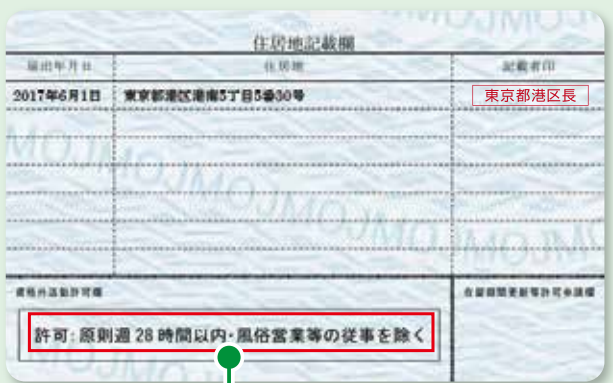 住居地記載欄
届出年月日 住居地 記載者印
2017年6月1日 東京都港区港南5丁目5番30号 東京都港区長
資格外活動許可欄 在留期間更新等許可申請欄
許可:原則週28時間以内・風俗営業等の従事を除く
MOJMOJMOJMOJMOJM